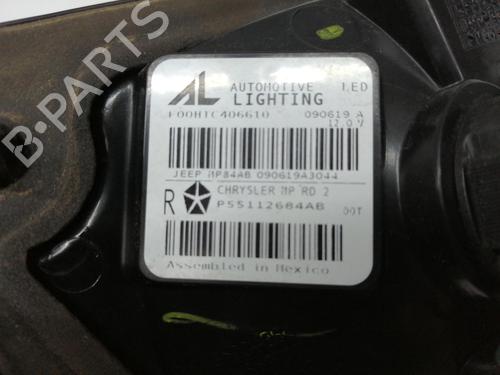 AL AUTOMOTIVE LED
LIGHTING
F00HTC406610 090619 A
12.0 V
JEEP MP84AB 090619A3044
R CHRYSLER MP RD 2
P55112684AB DOT
Assembled in Mexico
B-PARTS